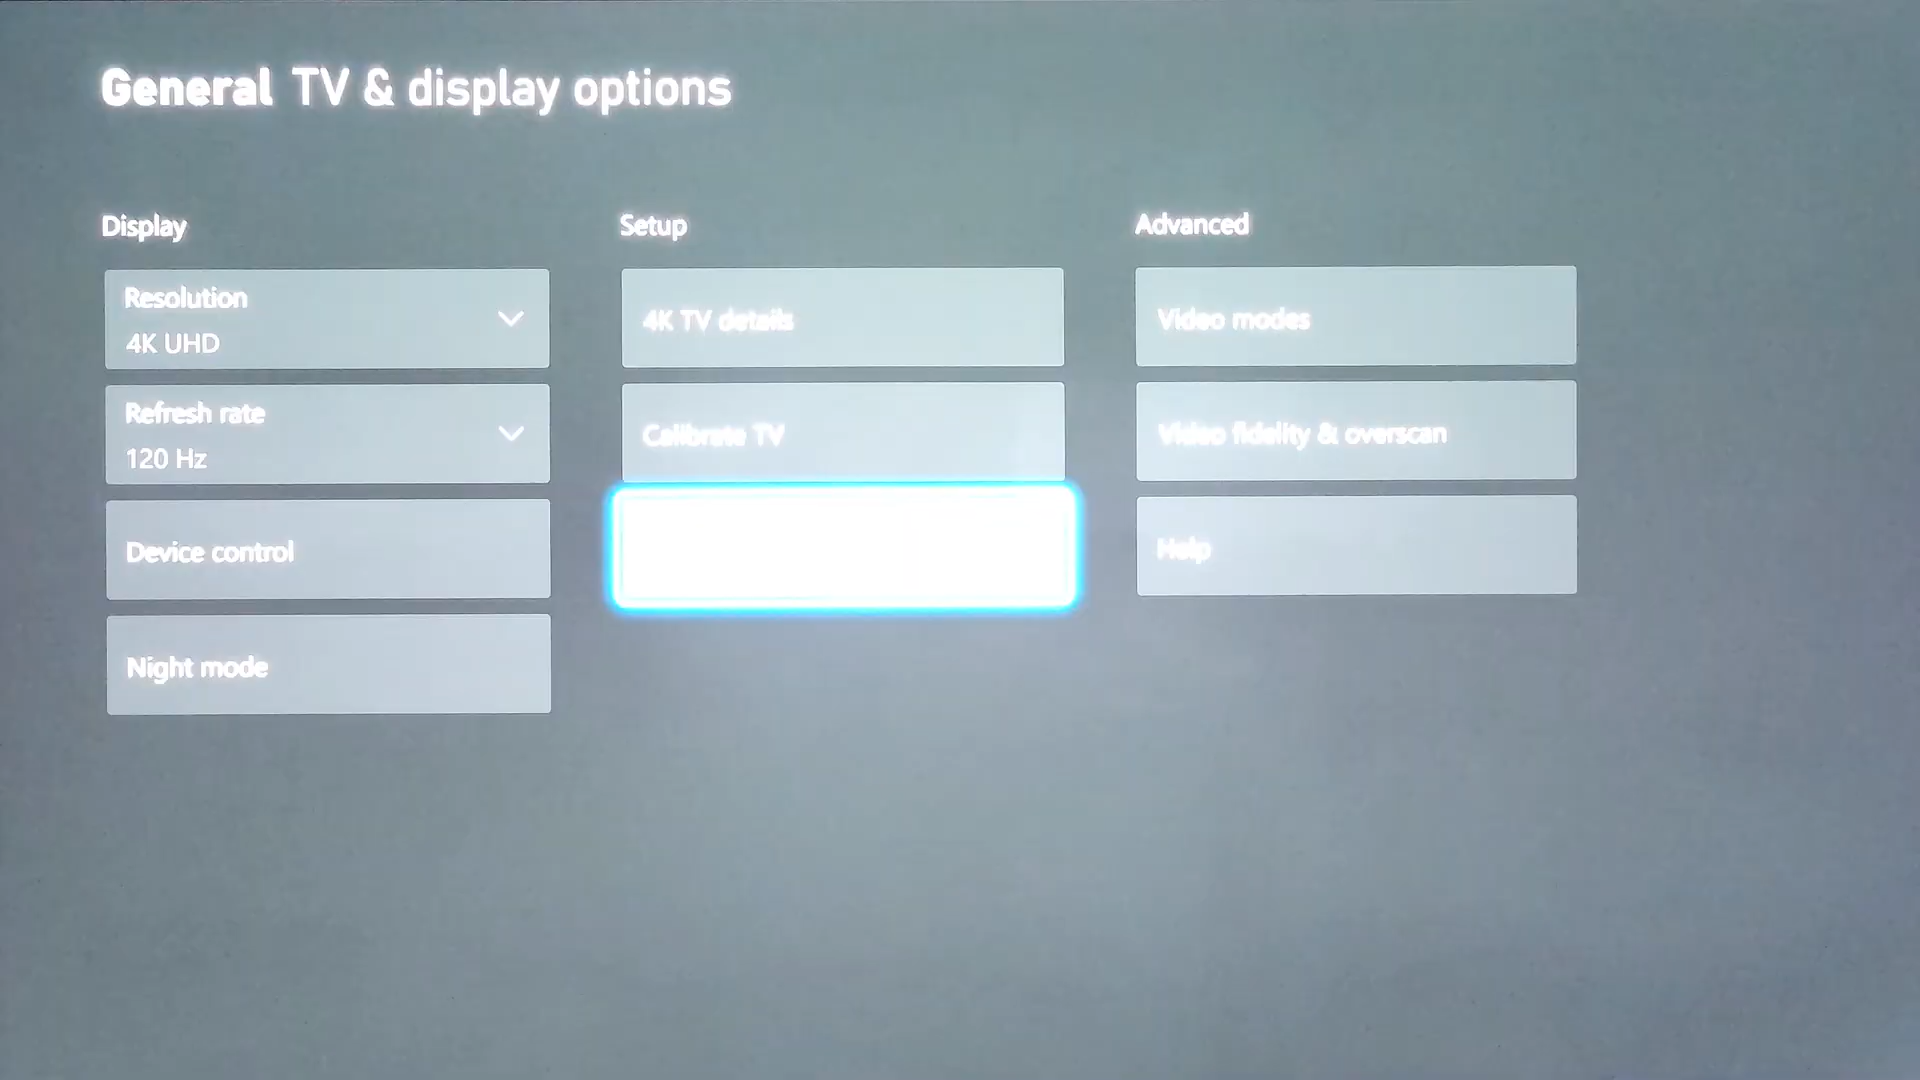 General TV & display options
Display
Resolution
4K UHD
Refresh rate
120 Hz
Device control
Night mode
Setup
4K TV details
Calibrate TV
Advanced
Video modes
Video fidelity & overscan
Help